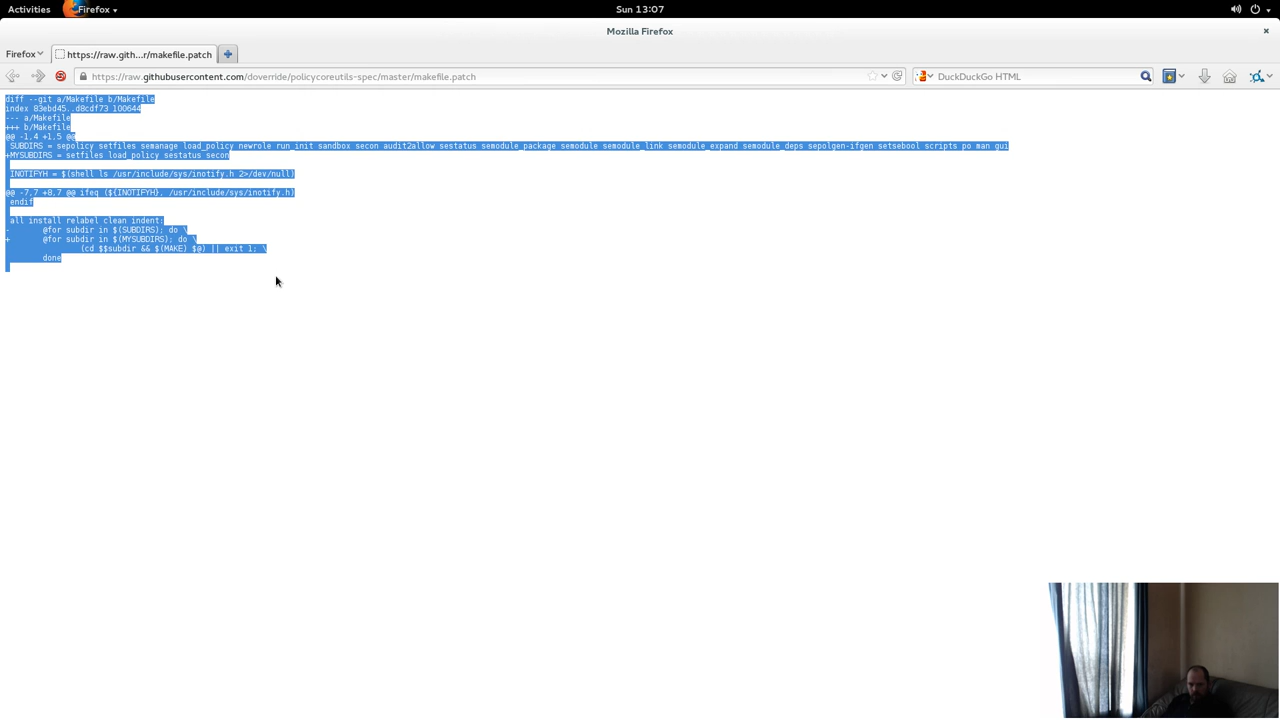 Activities
Firefox
Sun 13:07
Mozilla Firefox
Firefox
https://raw.gith...r/makefile.patch
https://raw.githubusercontent.com/doverride/policycoreutils-spec/master/makefile.patch
DuckDuckGo HTML
diff --git a/Makefile b/Makefile
index 83ebd45..d8cdf73 100644
--- a/Makefile
+++ b/Makefile
@@ -1,4 +1,5 @@
 SUBDIRS = sepolicy setfiles semanage load_policy newrole run_init sandbox secon audit2allow sestatus semodule_package semodule semodule_link semodule_expand semodule_deps sepolgen-ifgen setsebool scripts po man gui
+MYSUBDIRS = setfiles load_policy sestatus secon
 INOTIFYH = $(shell ls /usr/include/sys/inotify.h 2>/dev/null)
@@ -7,7 +8,7 @@ ifeq (${INOTIFYH}, /usr/include/sys/inotify.h)
 endif
 all install relabel clean indent:
-	@for subdir in $(SUBDIRS); do \
+	@for subdir in $(MYSUBDIRS); do \
 		(cd $$subdir && $(MAKE) $@) || exit 1; \
 	done